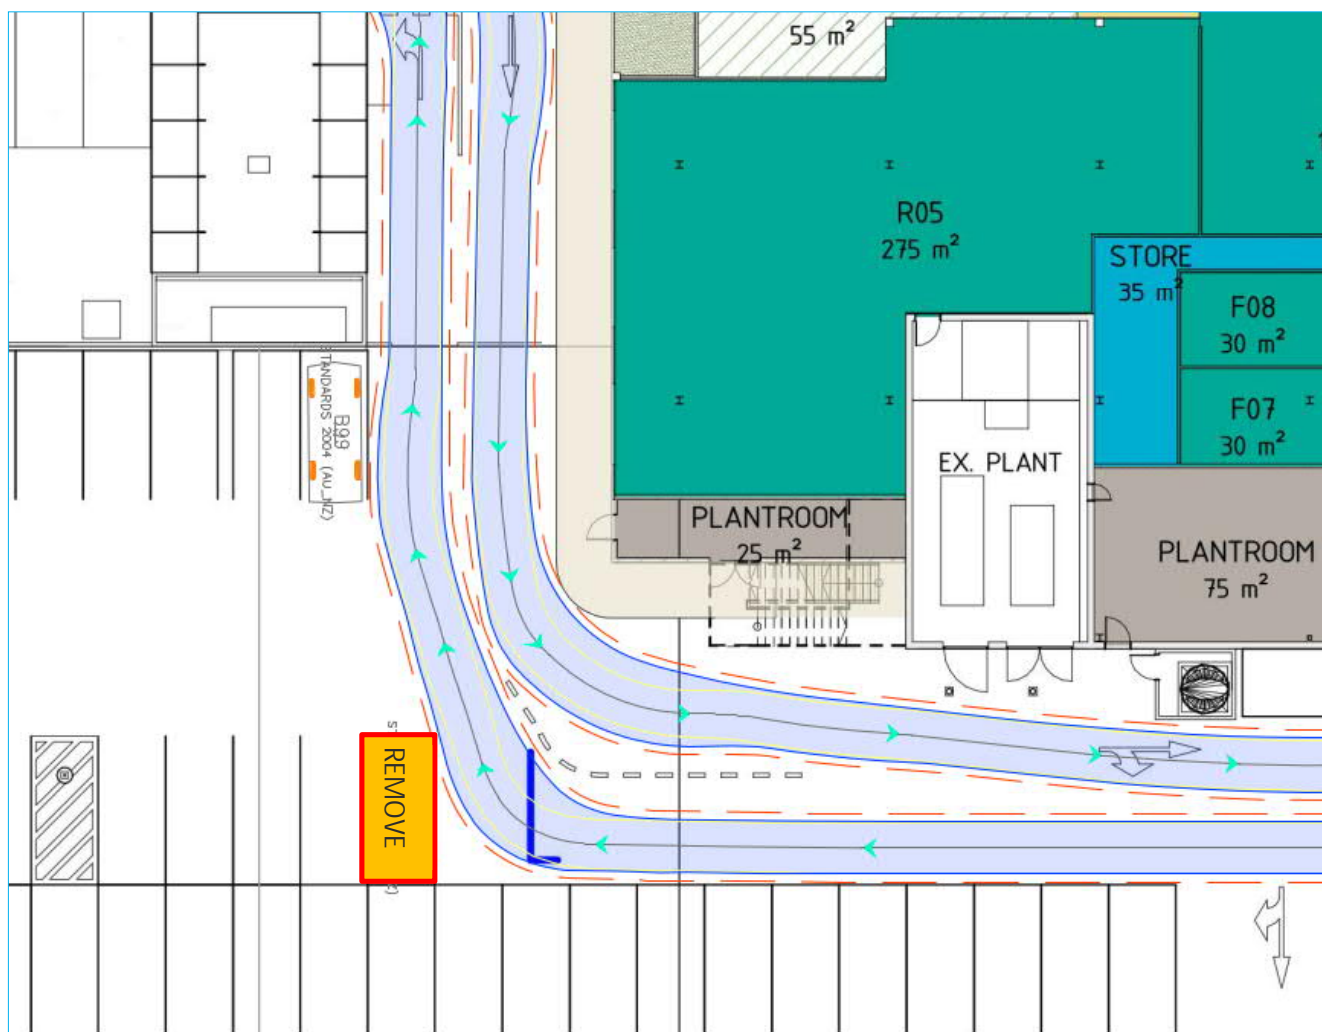 55 m²
R05
275 m²
STORE
35 m²
F08
30 m²
F07
30 m²
EX. PLANT
PLANTROOM
25 m²
PLANTROOM
75 m²
B99
STANDARDS 2004 (AU_NZ)
REMOVE